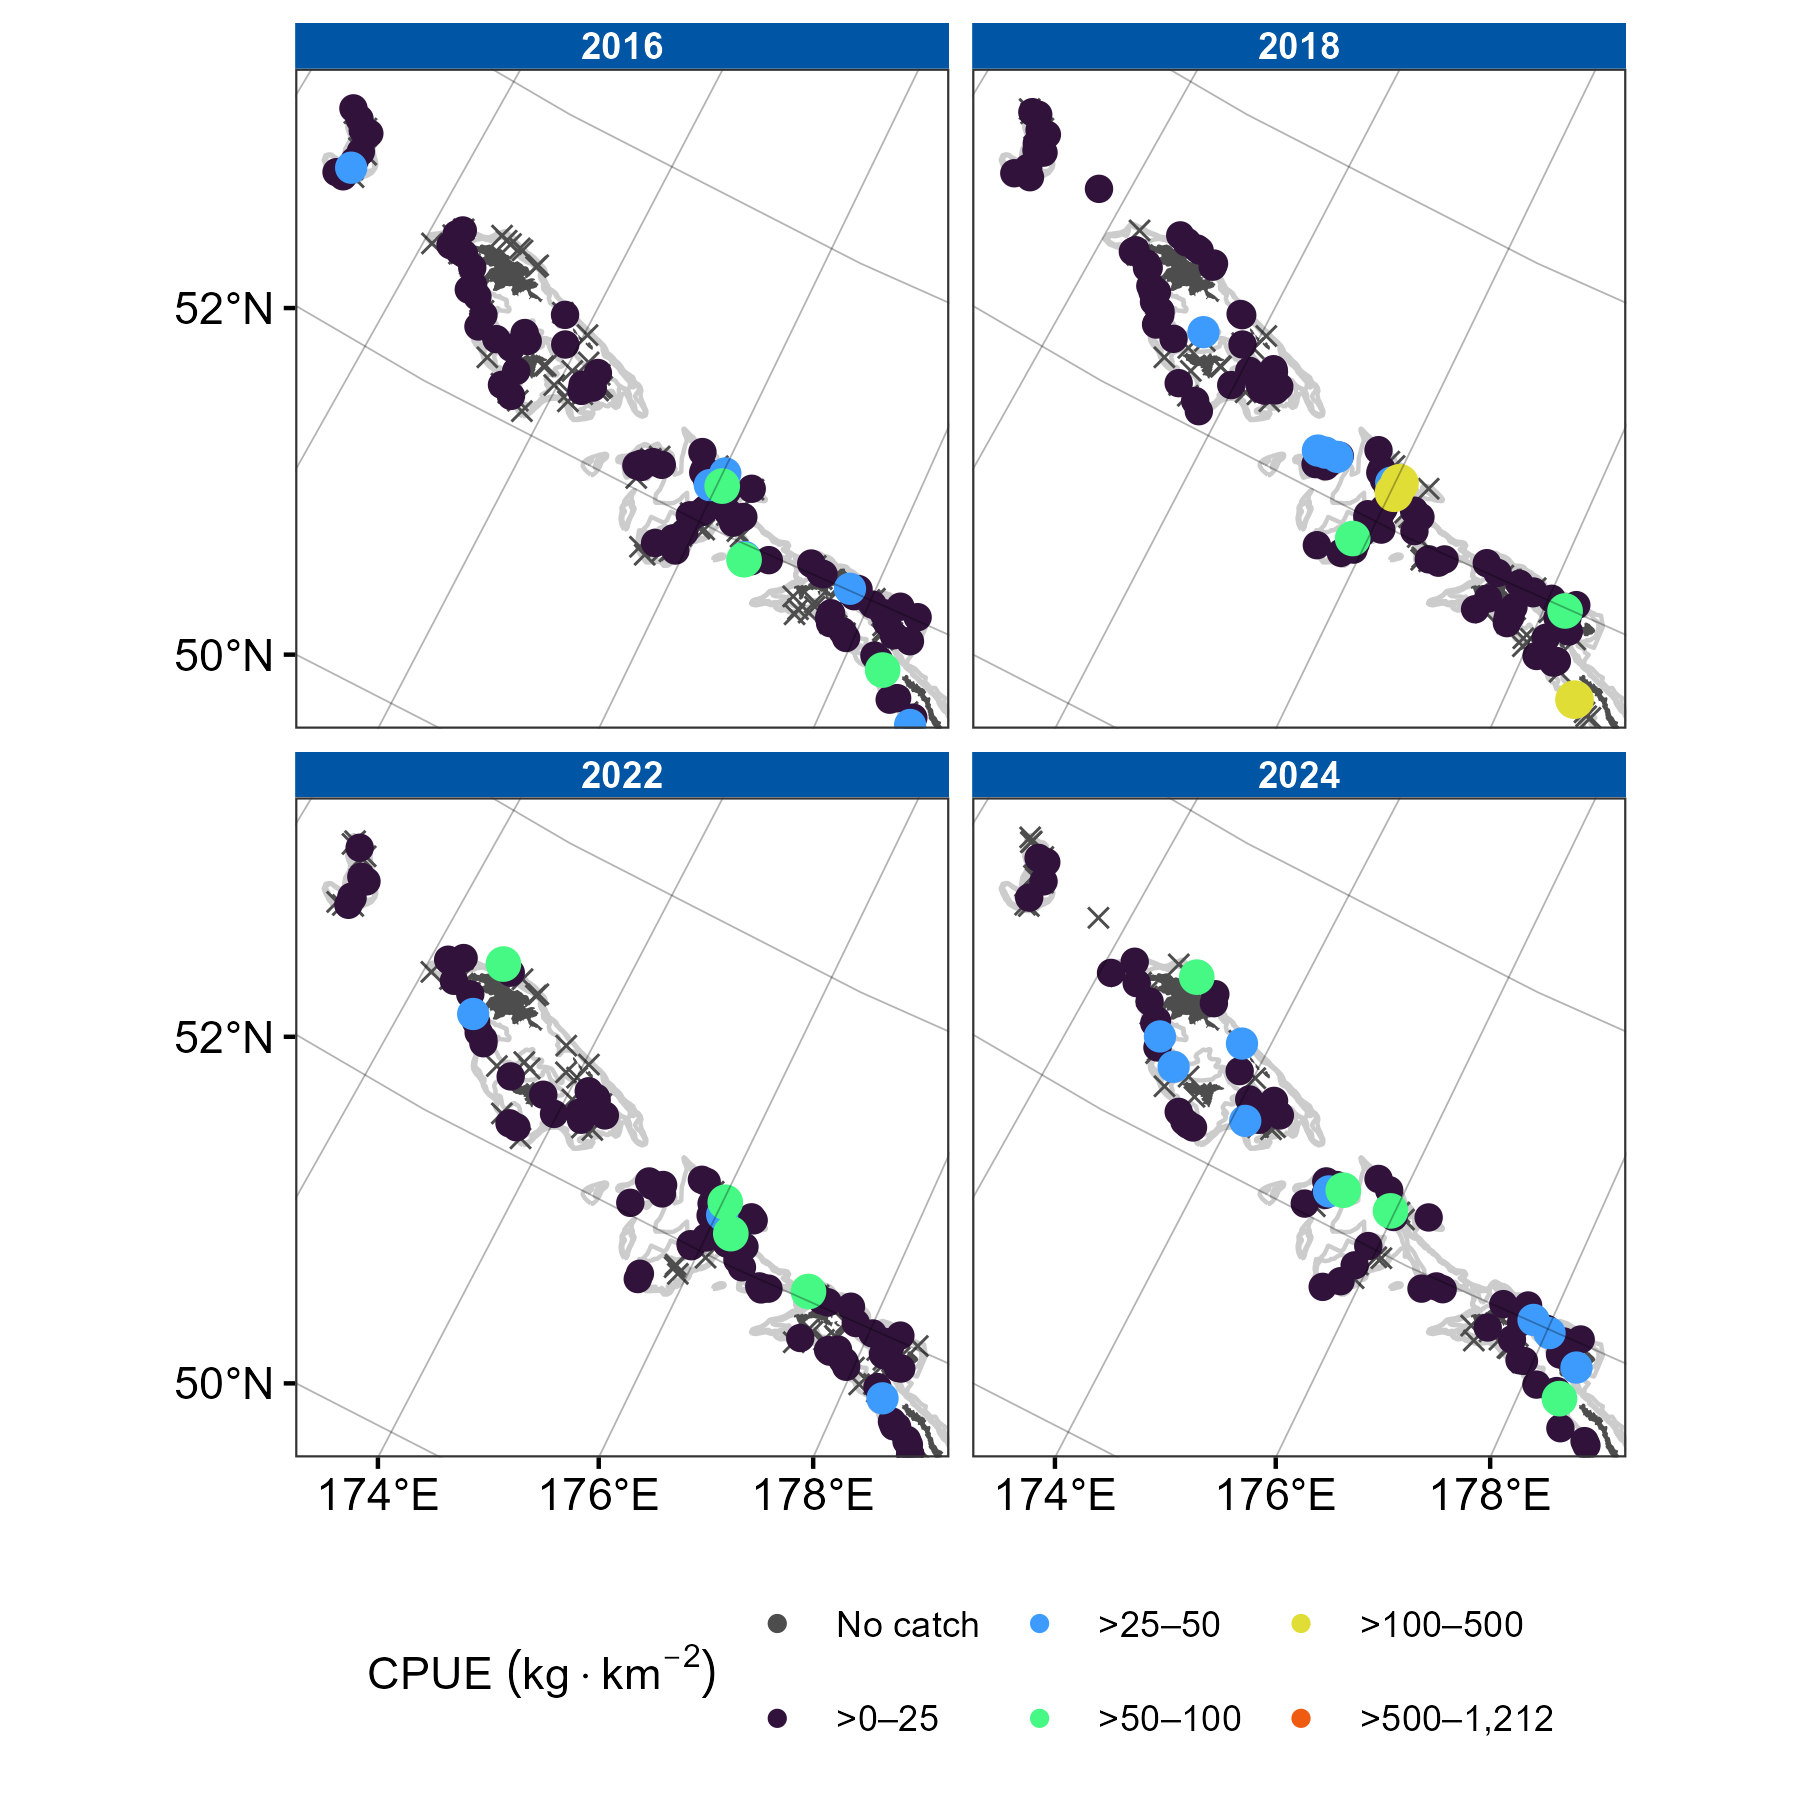 2016
2018
52°N
50°N
2022
2024
52°N
50°N
174°E
176°E
178°E
174°E
176°E
178°E
CPUE (kg · km⁻²)
No catch
>25–50
>100–500
>0–25
>50–100
>500–1,212